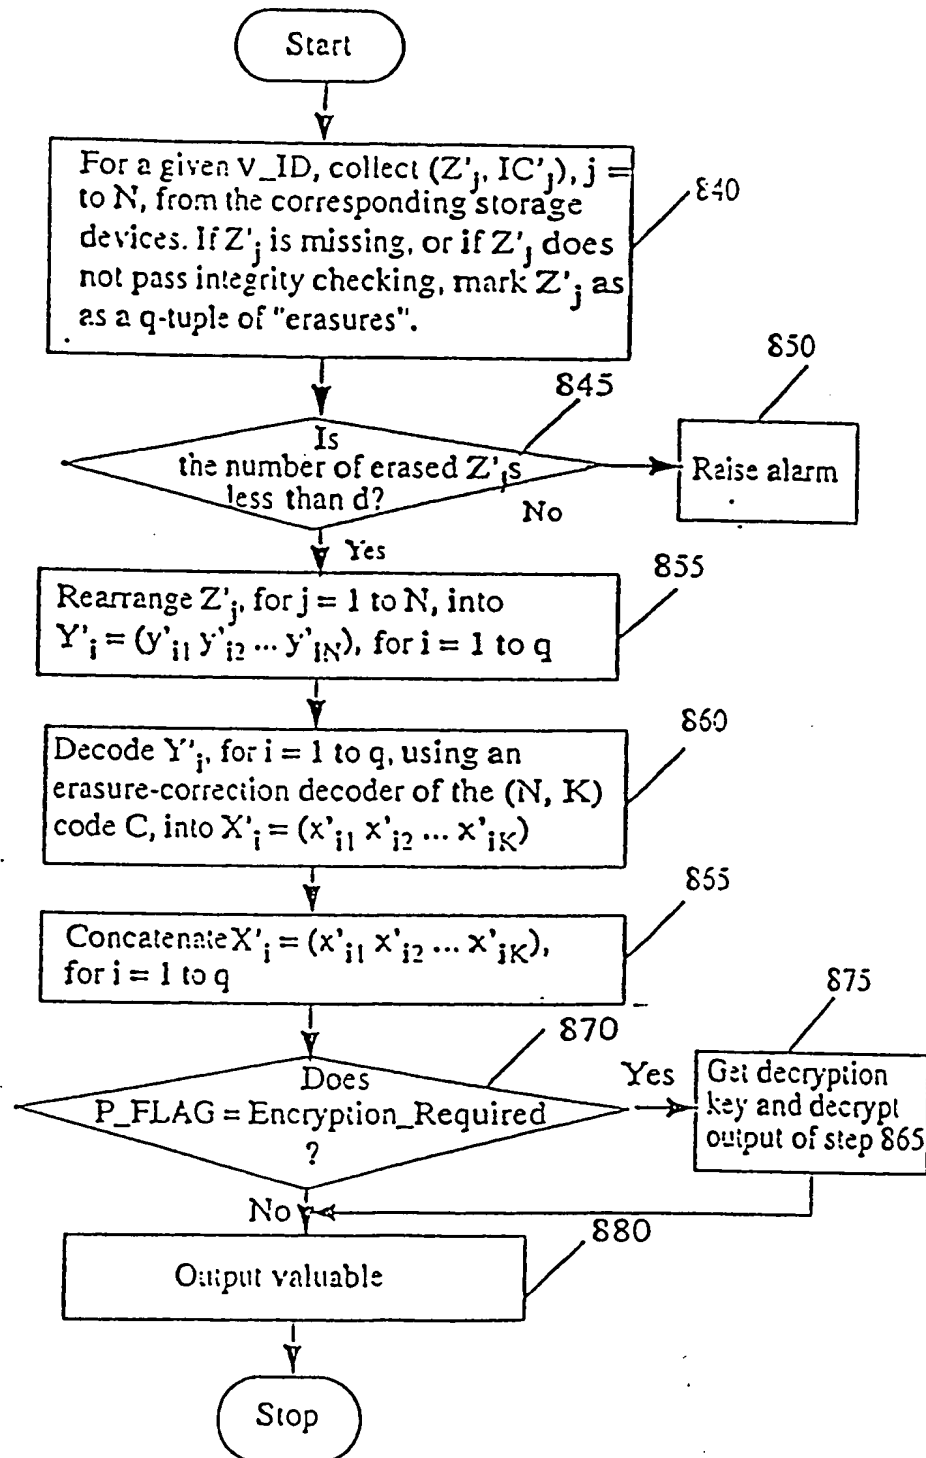 Start
For a given V_ID, collect (Z'j, IC'j), j =
to N, from the corresponding storage
devices. If Z'j is missing, or if Z'j does
not pass integrity checking, mark Z'j as
as a q-tuple of "erasures".
840
845
850
Is
the number of erased Z'js
less than d?
No
Raise alarm
Yes
855
Rearrange Z'j, for j = 1 to N, into
Y'i = (y'i1 y'i2 ... y'iN), for i = 1 to q
860
Decode Y'i, for i = 1 to q, using an
erasure-correction decoder of the (N, K)
code C, into X'i = (x'i1 x'i2 ... x'iK)
865
Concatenate X'i = (x'i1 x'i2 ... x'iK),
for i = 1 to q
870
875
Does
P_FLAG = Encryption_Required
?
Yes
Get decryption
key and decrypt
output of step 865
No
880
Output valuable
Stop